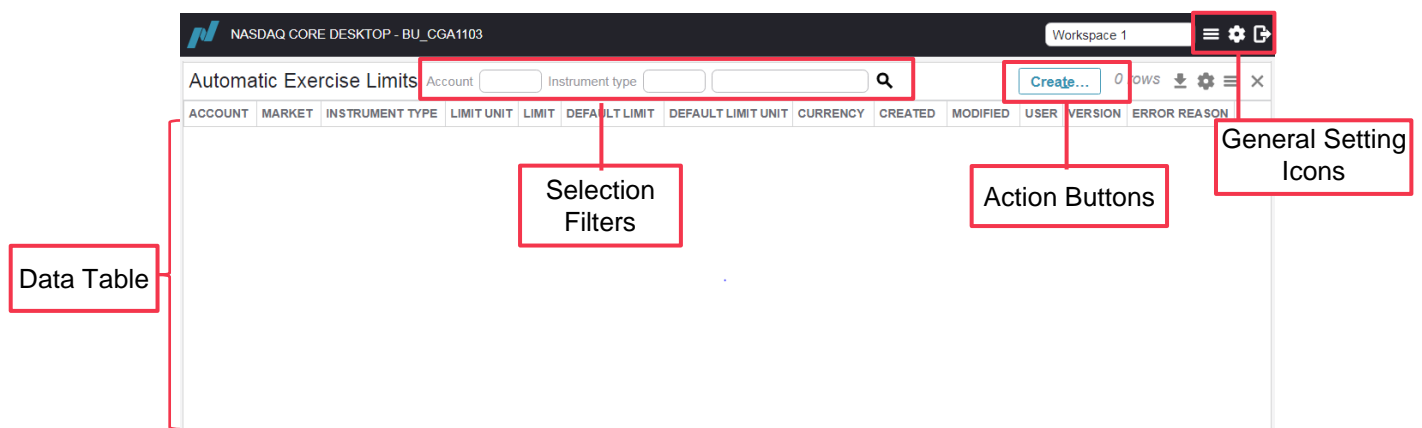 NASDAQ CORE DESKTOP - BU_CGA1103
Workspace 1
Automatic Exercise Limits Account Instrument type Create... 0 rows
ACCOUNT MARKET INSTRUMENT TYPE LIMIT UNIT LIMIT DEFAULT LIMIT DEFAULT LIMIT UNIT CURRENCY CREATED MODIFIED USER VERSION ERROR REASON
General Setting
Icons
Selection
Filters
Action Buttons
Data Table